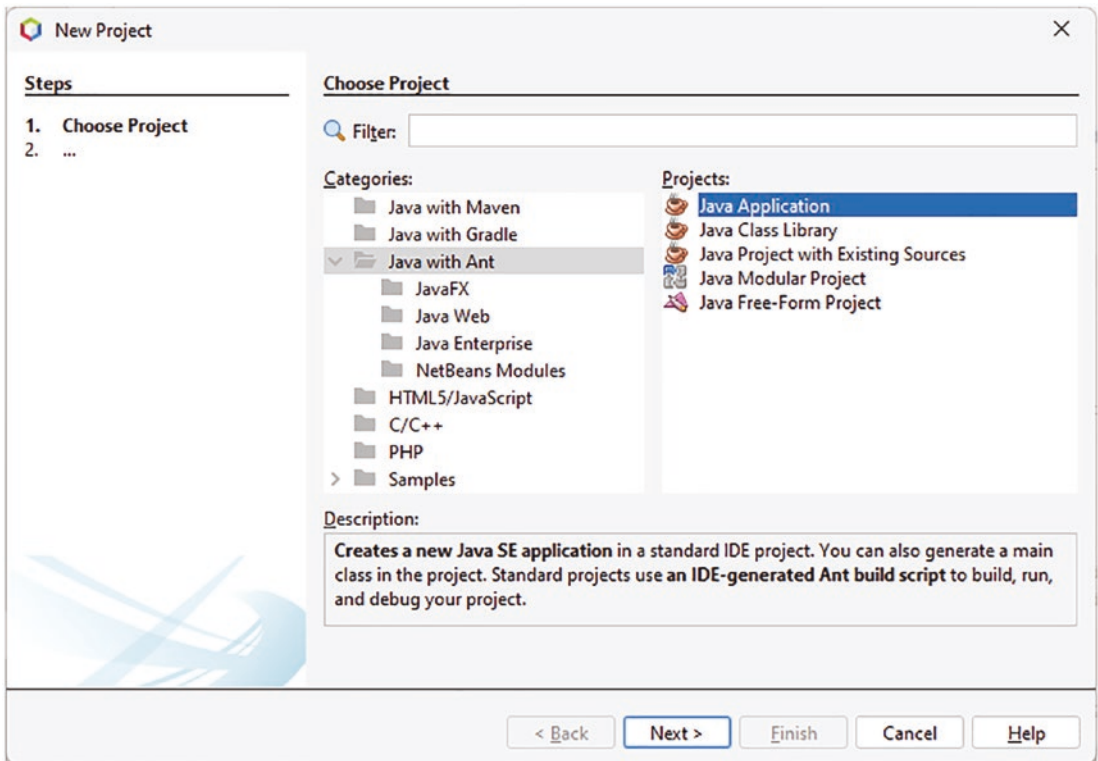 New Project
Steps
1. Choose Project
2. ...
Choose Project
Filter:
Categories:
Java with Maven
Java with Gradle
Java with Ant
JavaFX
Java Web
Java Enterprise
NetBeans Modules
HTML5/JavaScript
C/C++
PHP
Samples
Projects:
Java Application
Java Class Library
Java Project with Existing Sources
Java Modular Project
Java Free-Form Project
Description:
Creates a new Java SE application in a standard IDE project. You can also generate a main
class in the project. Standard projects use an IDE-generated Ant build script to build, run,
and debug your project.
< Back
Next >
Finish
Cancel
Help